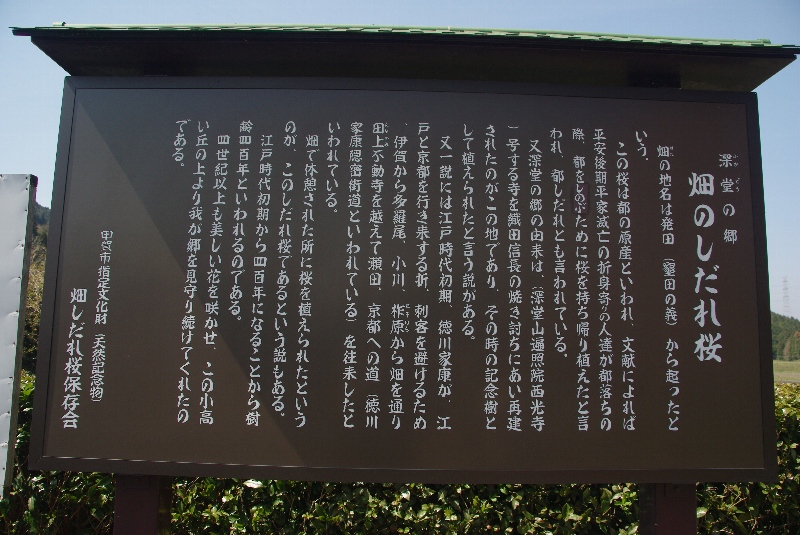 深堂の郷
畑のしだれ桜
畑の地名は発田（墾田の義）から起ったと
いう。
この桜は都の原産といわれ、文献によれば
平安後期平家滅亡の折身寄りの人達が都落ちの
際、都をしのぶために桜を持ち帰り植えたと言
われ、都しだれとも言われている。
又深堂の郷の由来は、（深堂山遍照院西光寺
と号する寺を織田信長の焼き討ちにあい再建
されたのがこの地であり、その時の記念樹と
して植えられたと言う説がある。
又一説には江戸時代初期、徳川家康が、江
戸と京都を行き来する折、刺客を避けるため
、伊賀から多羅尾、小川、柞原から畑を通り
田上不動寺を越えて瀬田、京都への道（徳川
家康隠密街道といわれている）を往来したと
いわれている。
畑で休憩された所に桜を植えられたという
のが、このしだれ桜であるという説もある。
江戸時代初期から四百年になることから樹
齢四百年といわれるのである。
四世紀以上も美しい花を咲かせ、この小高
い丘の上より我が郷を見守り続けてくれたの
である。
甲賀市指定文化財（天然記念物）
畑しだれ桜保存会